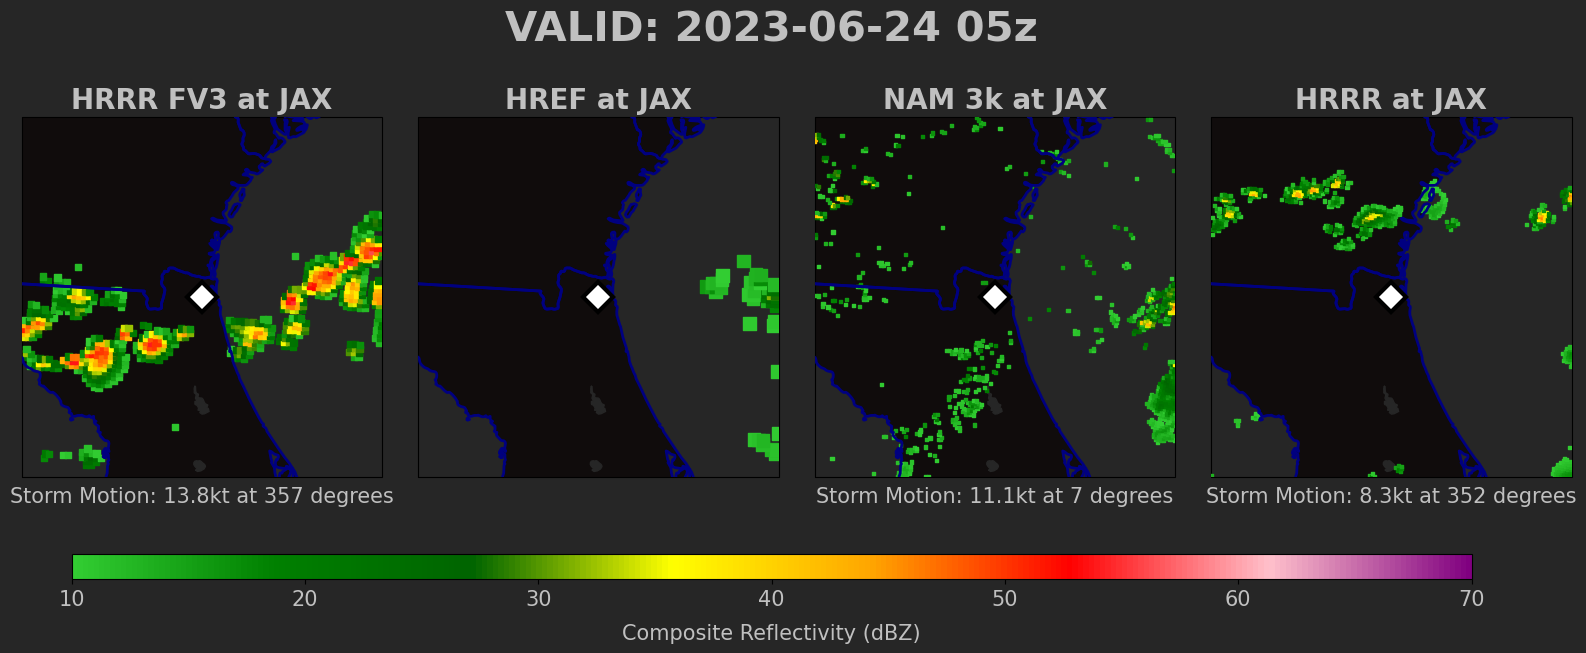 VALID: 2023-06-24 05z
HRRR FV3 at JAX
HREF at JAX
NAM 3k at JAX
HRRR at JAX
Storm Motion: 13.8kt at 357 degrees
Storm Motion: 11.1kt at 7 degrees
Storm Motion: 8.3kt at 352 degrees
10 20 30 40 50 60 70
Composite Reflectivity (dBZ)